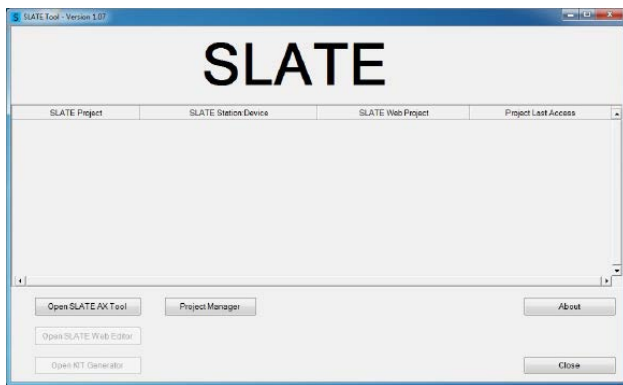 SLATE Tool - Version 1.07
SLATE
SLATE Project SLATE Station:Device SLATE Web Project Project Last Access
Open SLATE AX Tool Project Manager About
Open SLATE Web Editor
Open KIT Generator Close